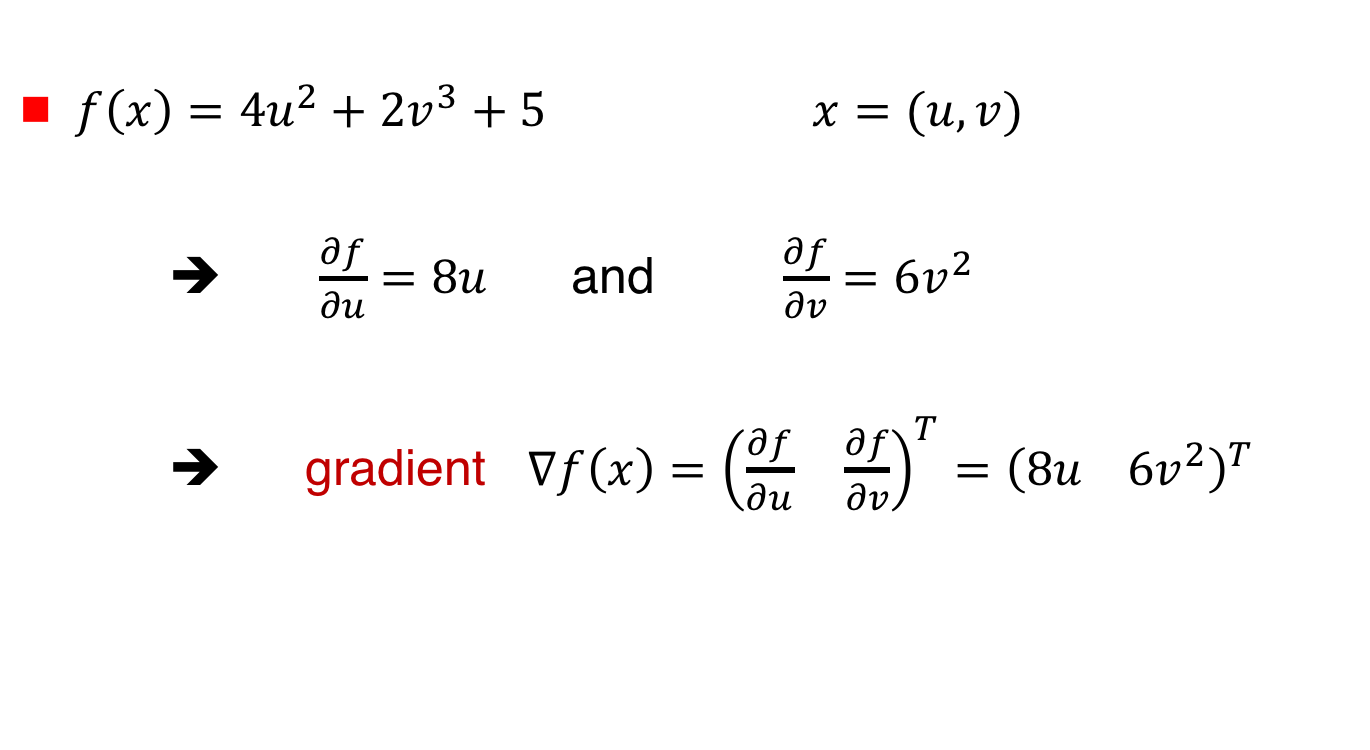 ■ f(x) = 4u² + 2v³ + 5 x = (u, v)
➔ ∂f/∂u = 8u and ∂f/∂v = 6v²
➔ gradient ∇f(x) = (∂f/∂u ∂f/∂v)ᵀ = (8u 6v²)ᵀ